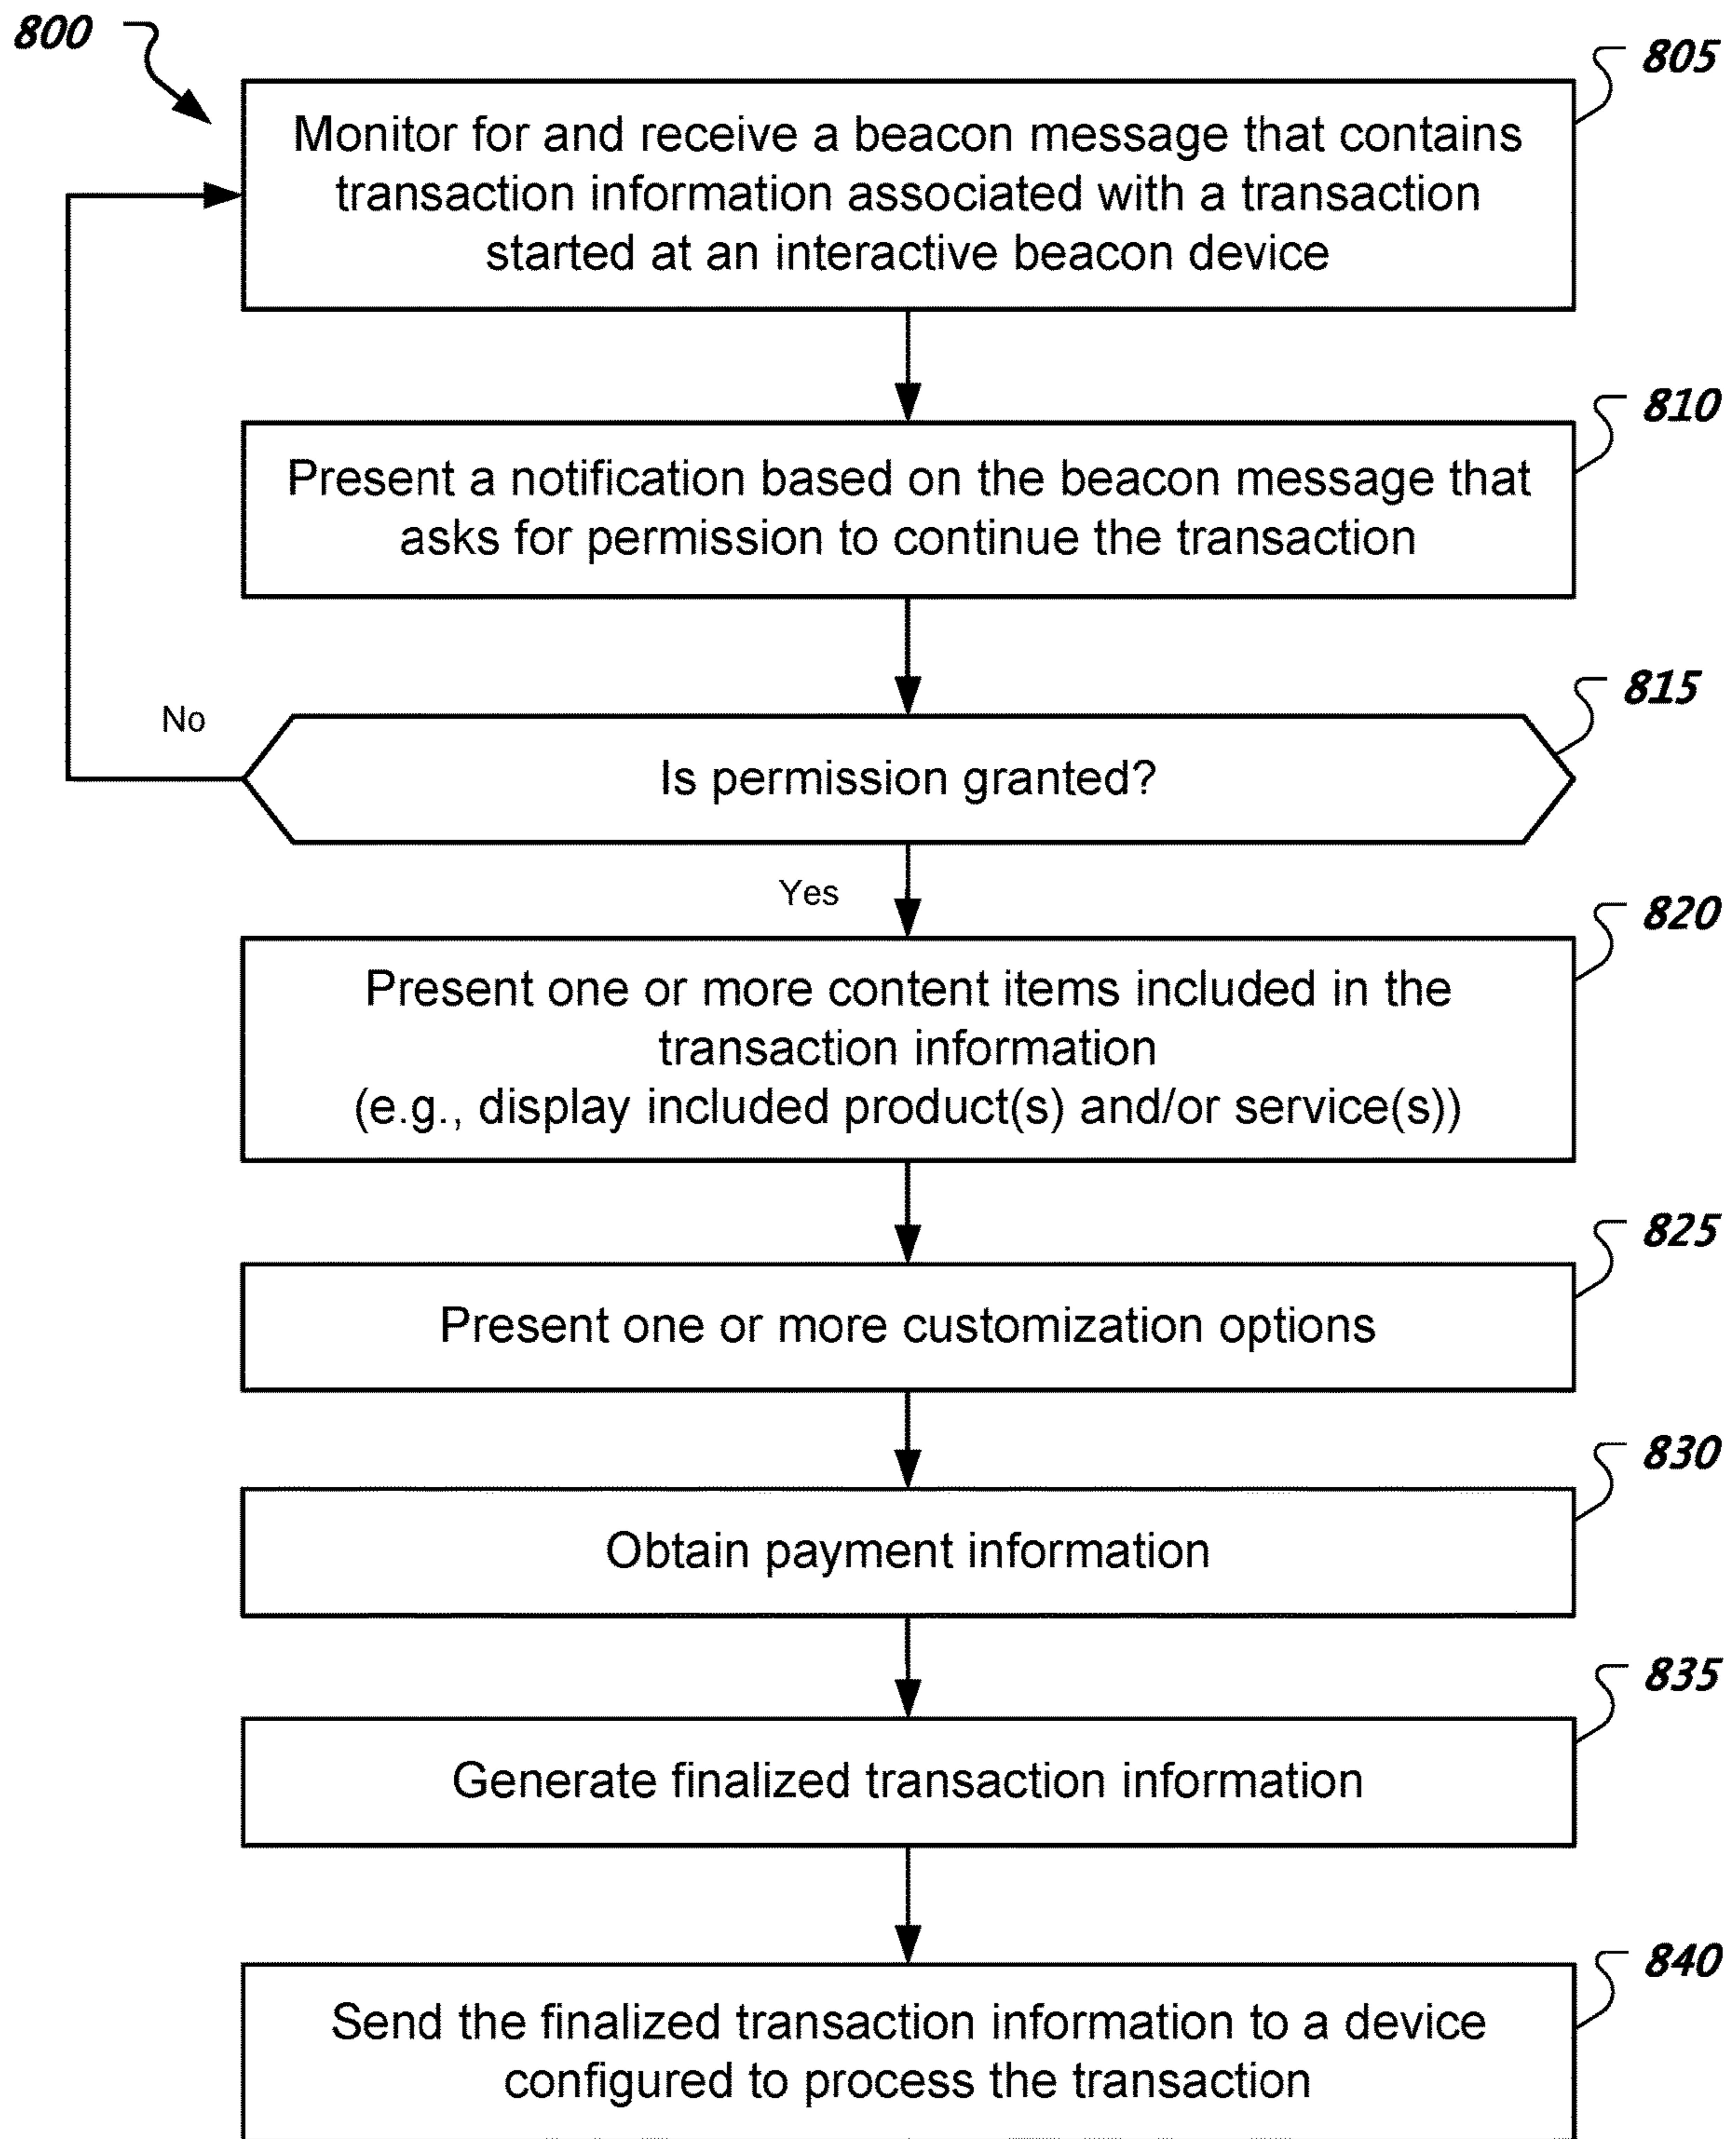 800
805
Monitor for and receive a beacon message that contains
transaction information associated with a transaction
started at an interactive beacon device
810
Present a notification based on the beacon message that
asks for permission to continue the transaction
815
No
Is permission granted?
Yes
820
Present one or more content items included in the
transaction information
(e.g., display included product(s) and/or service(s))
825
Present one or more customization options
830
Obtain payment information
835
Generate finalized transaction information
840
Send the finalized transaction information to a device
configured to process the transaction